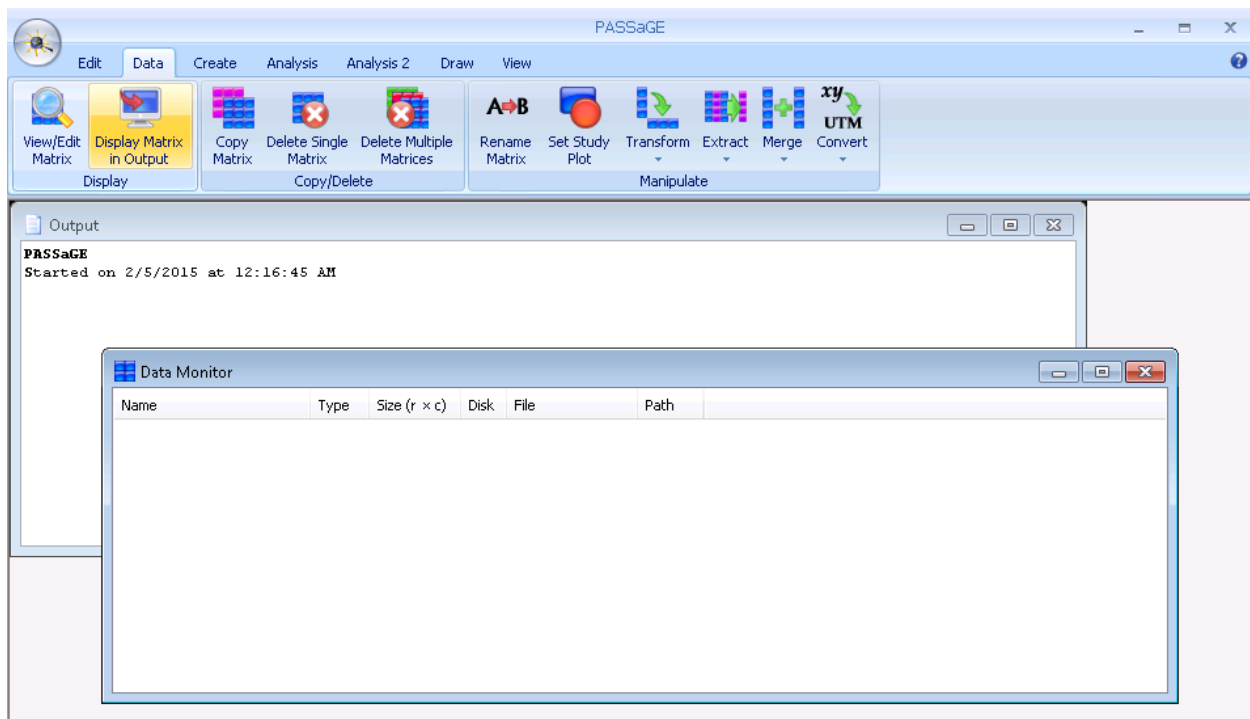 PASSaGE
Edit Data Create Analysis Analysis 2 Draw View
View/Edit Matrix
Display Matrix in Output
Copy Matrix
Delete Single Matrix
Delete Multiple Matrices
A B
Rename Matrix
Set Study Plot
Transform
Extract
Merge
xy UTM
Convert
Display
Copy/Delete
Manipulate
Output
PASSaGE
Started on 2/5/2015 at 12:16:45 AM
Data Monitor
Name Type Size (r × c) Disk File Path